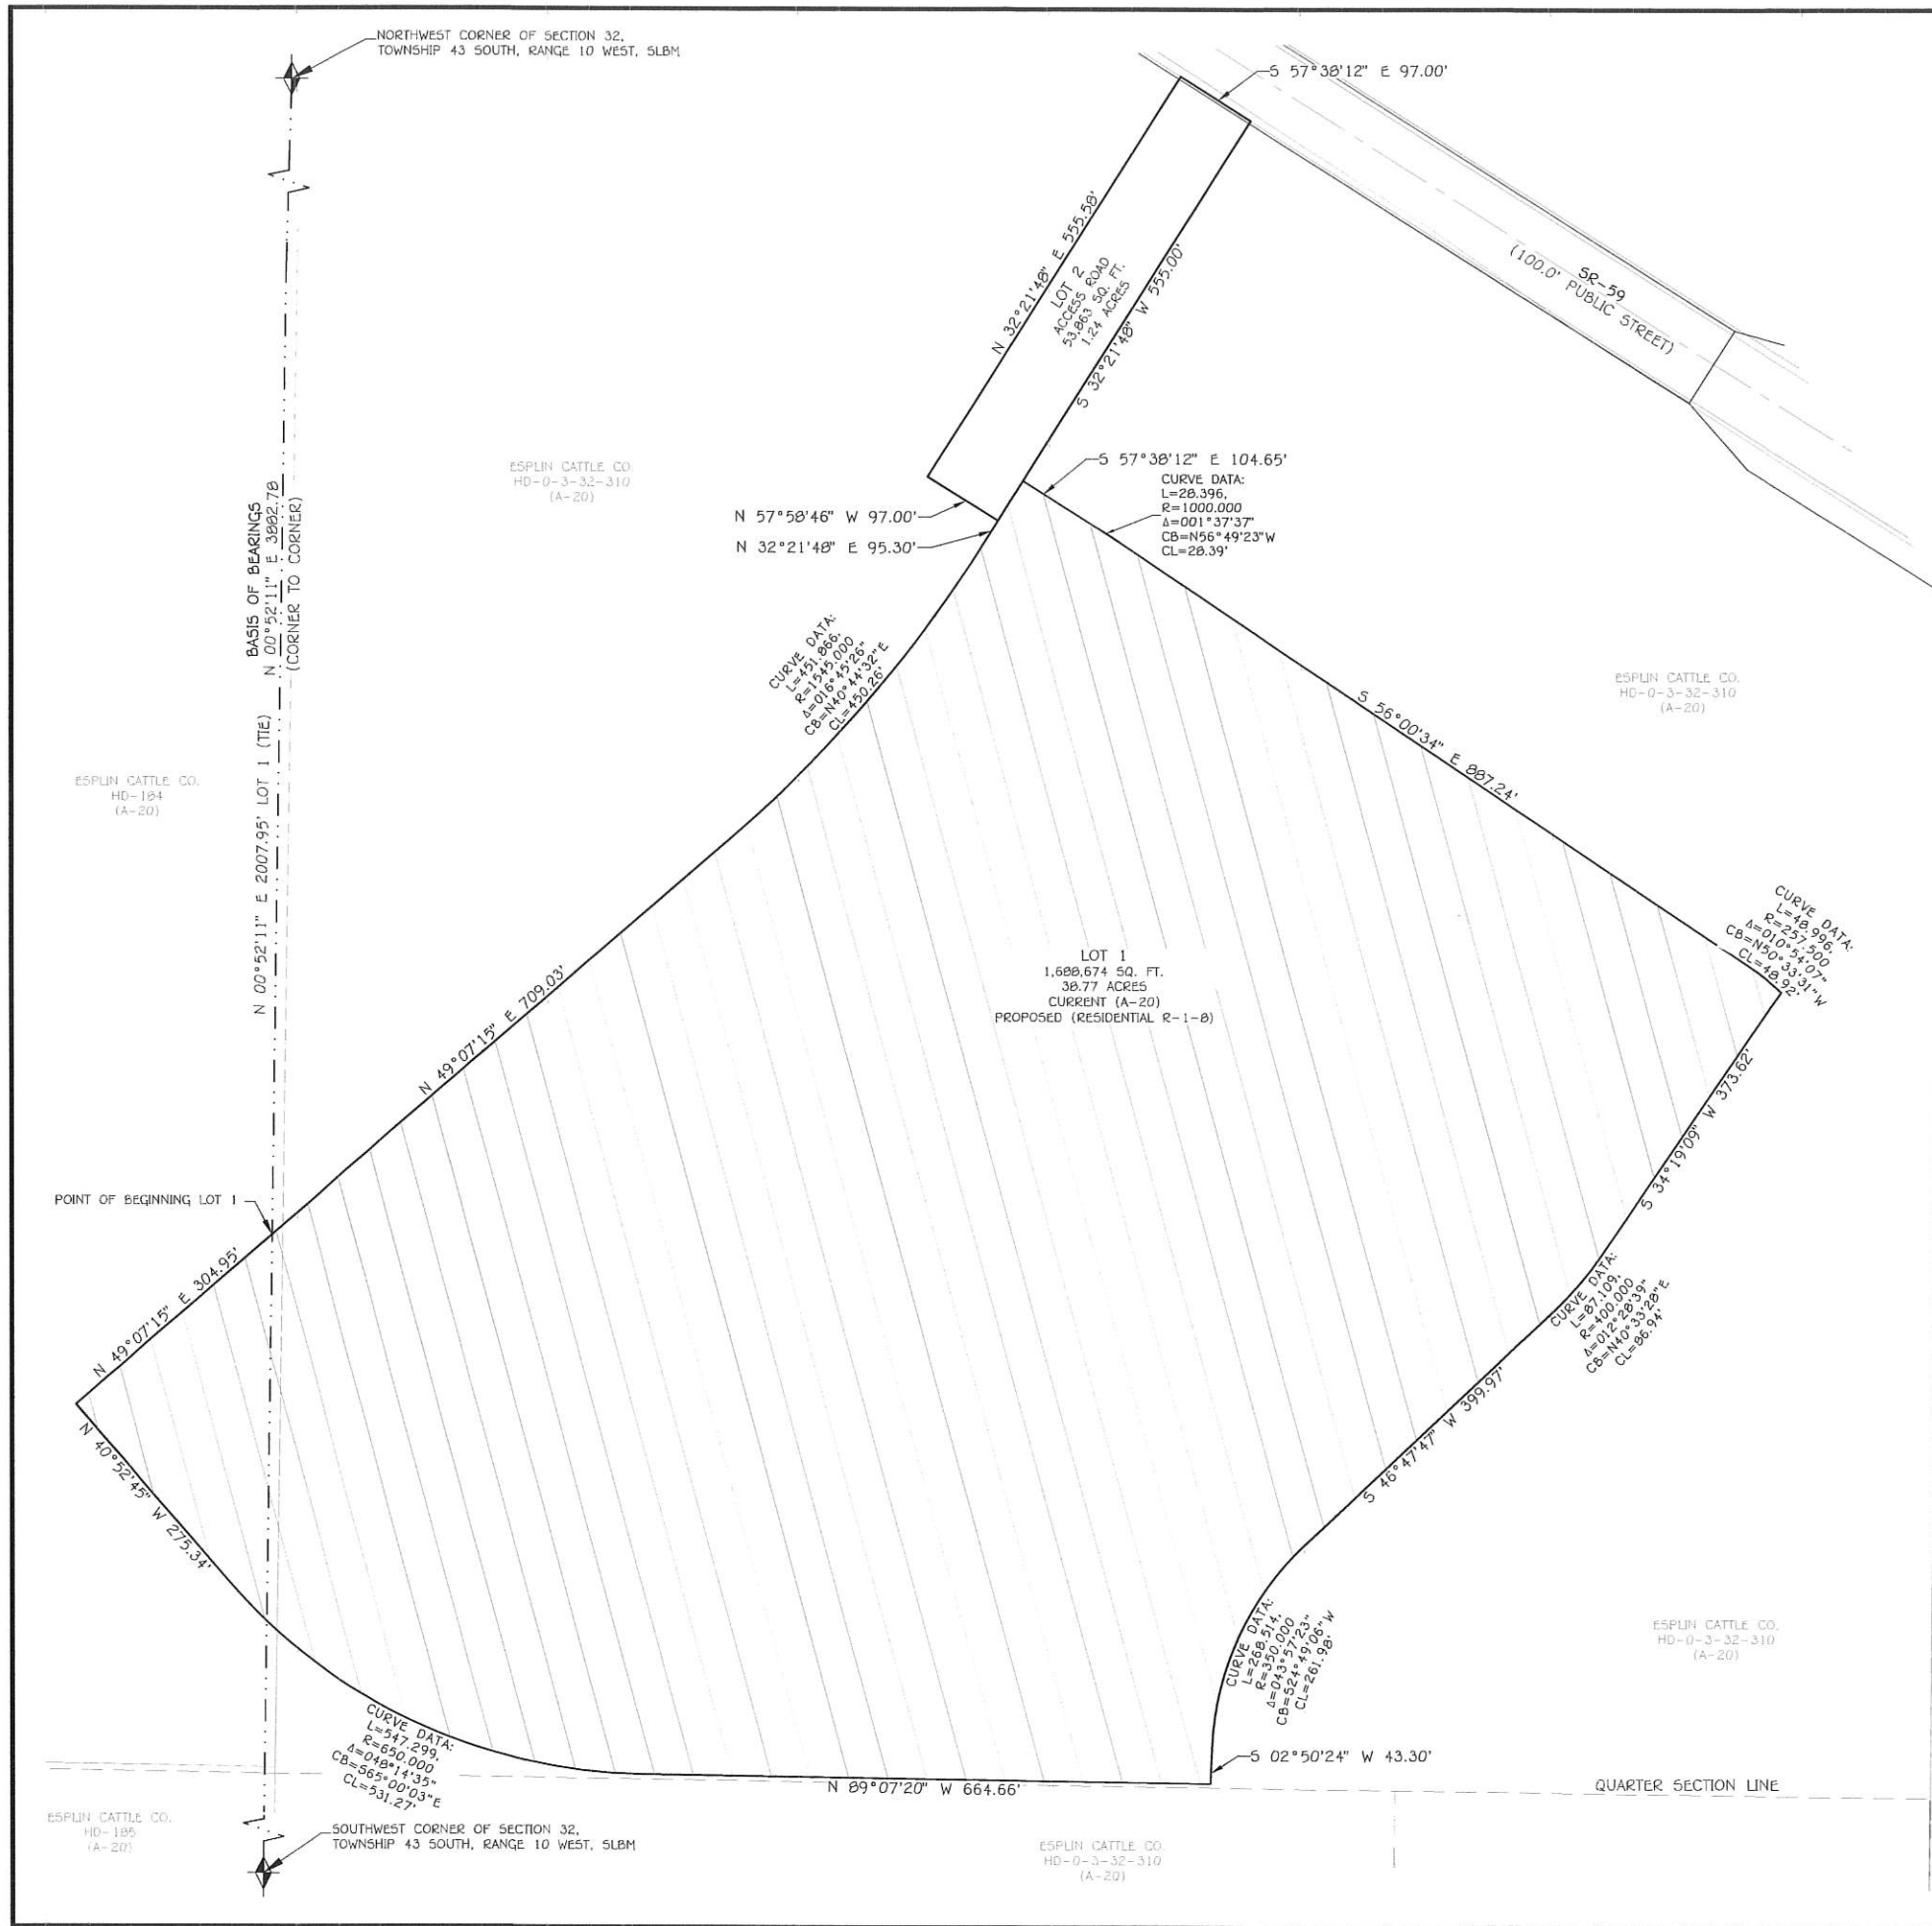 NORTHWEST CORNER OF SECTION 32,
TOWNSHIP 43 SOUTH, RANGE 10 WEST, SLBM
S 57°38'12" E 97.00'
SR-59
(100.0' PUBLIC STREET)
N 32°21'48" E 555.58'
LOT 2
ACCESS ROAD
53,863 SQ. FT.
1.24 ACRES
S 32°21'48" W 555.00'
ESPLIN CATTLE CO.
HD-0-3-32-310
(A-20)
S 57°38'12" E 104.65'
CURVE DATA:
L=28.396,
R=1000.000
Δ=001°37'37"
CB=N56°49'23"W
CL=28.39'
N 57°58'46" W 97.00'
N 32°21'48" E 95.30'
BASIS OF BEARINGS
N 00°52'11" E 3882.78
(CORNER TO CORNER)
CURVE DATA:
L=451.866,
R=1545.000
Δ=016°45'26"
CB=N40°44'32"E
CL=450.26'
S 56°00'34" E 887.24'
ESPLIN CATTLE CO.
HD-0-3-32-310
(A-20)
N 00°52'11" E 2007.95' LOT 1 (TIE)
ESPLIN CATTLE CO.
HD-184
(A-20)
CURVE DATA:
L=48.996,
R=257.500
Δ=010°54'07"
CB=N50°33'31"W
CL=48.92'
LOT 1
1,688,674 SQ. FT.
38.77 ACRES
CURRENT (A-20)
PROPOSED (RESIDENTIAL R-1-8)
N 49°07'15" E 709.03'
S 34°19'09" W 373.62'
POINT OF BEGINNING LOT 1
N 49°07'15" E 304.95'
CURVE DATA:
L=87.109,
R=400.000
Δ=012°28'39"
CB=N40°33'28"E
CL=86.94'
S 46°47'47" W 399.97'
N 40°52'45" W 275.34'
CURVE DATA:
L=268.514,
R=350.000
Δ=043°57'23"
CB=S24°49'06"W
CL=261.98'
ESPLIN CATTLE CO.
HD-0-3-32-310
(A-20)
CURVE DATA:
L=547.299,
R=650.000
Δ=048°14'35"
CB=S65°00'03"E
CL=531.27'
S 02°50'24" W 43.30'
N 89°07'20" W 664.66'
QUARTER SECTION LINE
ESPLIN CATTLE CO.
HD-185
(A-20)
SOUTHWEST CORNER OF SECTION 32,
TOWNSHIP 43 SOUTH, RANGE 10 WEST, SLBM
ESPLIN CATTLE CO.
HD-0-3-32-310
(A-20)